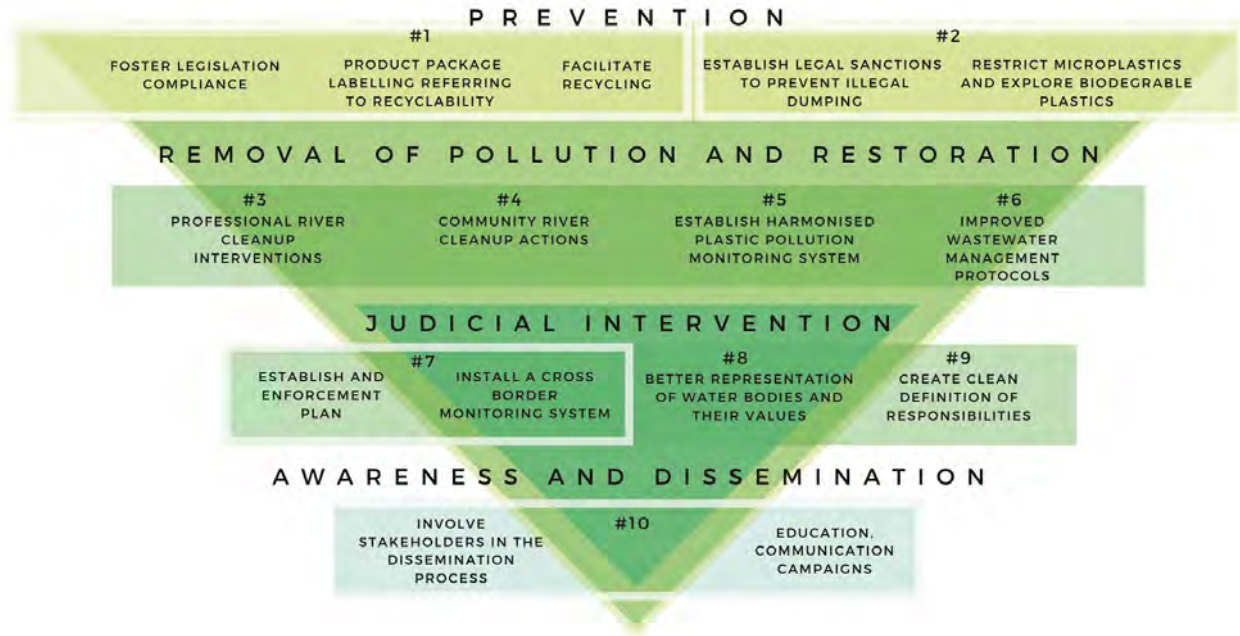 PREVENTION
#1
FOSTER LEGISLATION
COMPLIANCE
PRODUCT PACKAGE
LABELLING REFERRING
TO RECYCLABILITY
FACILITATE
RECYCLING
#2
ESTABLISH LEGAL SANCTIONS
TO PREVENT ILLEGAL
DUMPING
RESTRICT MICROPLASTICS
AND EXPLORE BIODEGRABLE
PLASTICS
REMOVAL OF POLLUTION AND RESTORATION
#3
PROFESSIONAL RIVER
CLEANUP
INTERVENTIONS
#4
COMMUNITY RIVER
CLEANUP ACTIONS
#5
ESTABLISH HARMONISED
PLASTIC POLLUTION
MONITORING SYSTEM
#6
IMPROVED
WASTEWATER
MANAGEMENT
PROTOCOLS
JUDICIAL INTERVENTION
#7
ESTABLISH AND
ENFORCEMENT
PLAN
INSTALL A CROSS
BORDER
MONITORING SYSTEM
#8
BETTER REPRESENTATION
OF WATER BODIES AND
THEIR VALUES
#9
CREATE CLEAN
DEFINITION OF
RESPONSIBILITIES
AWARENESS AND DISSEMINATION
#10
INVOLVE
STAKEHOLDERS IN THE
DISSEMINATION
PROCESS
EDUCATION,
COMMUNICATION
CAMPAIGNS